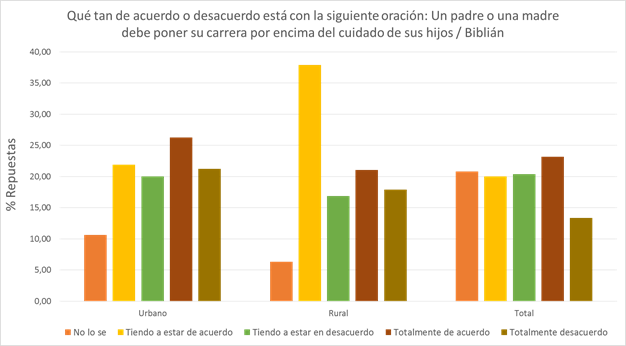 Qué tan de acuerdo o desacuerdo está con la siguiente oración: Un padre o una madre
debe poner su carrera por encima del cuidado de sus hijos / Biblián
% Repuestas
40,00
35,00
30,00
25,00
20,00
15,00
10,00
5,00
0,00
Urbano Rural Total
No lo se Tiendo a estar de acuerdo Tiendo a estar en desacuerdo Totalmente de acuerdo Totalmente desacuerdo